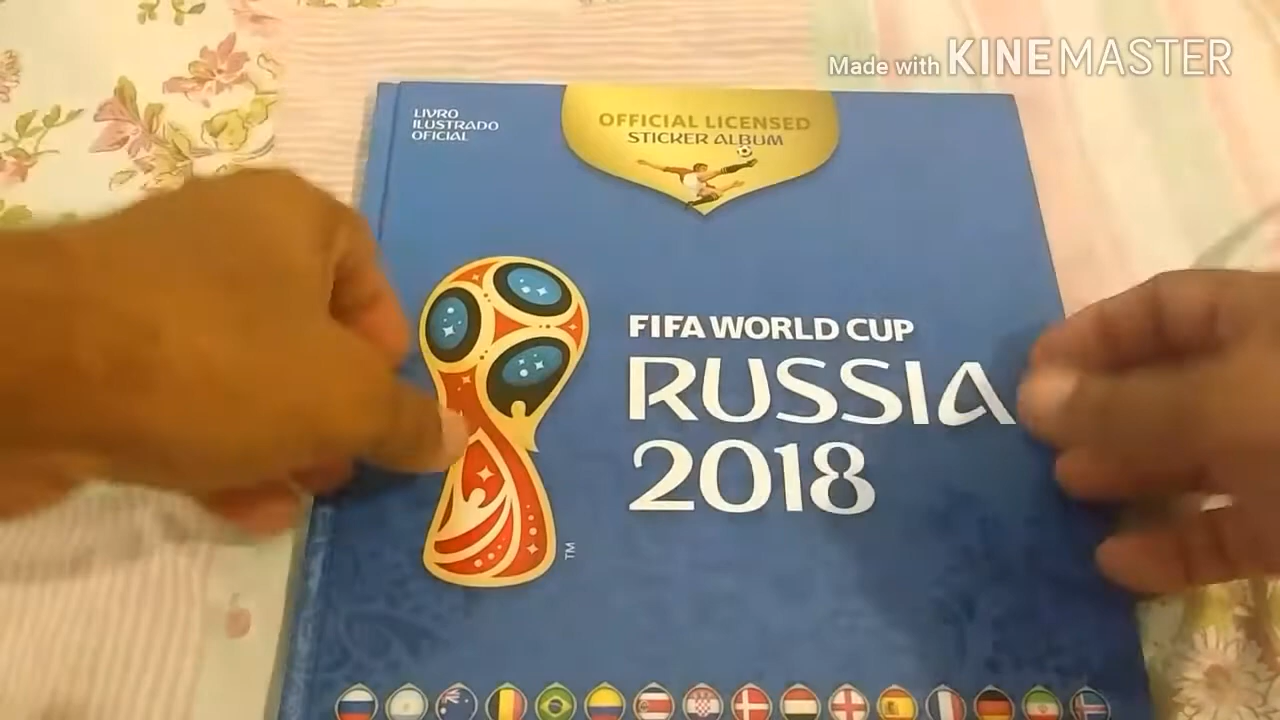 Made with KINEMASTER
LIVRO
ILUSTRADO
OFICIAL
OFFICIAL LICENSED
STICKER ALBUM
FIFA WORLD CUP
RUSSIA
2018
TM